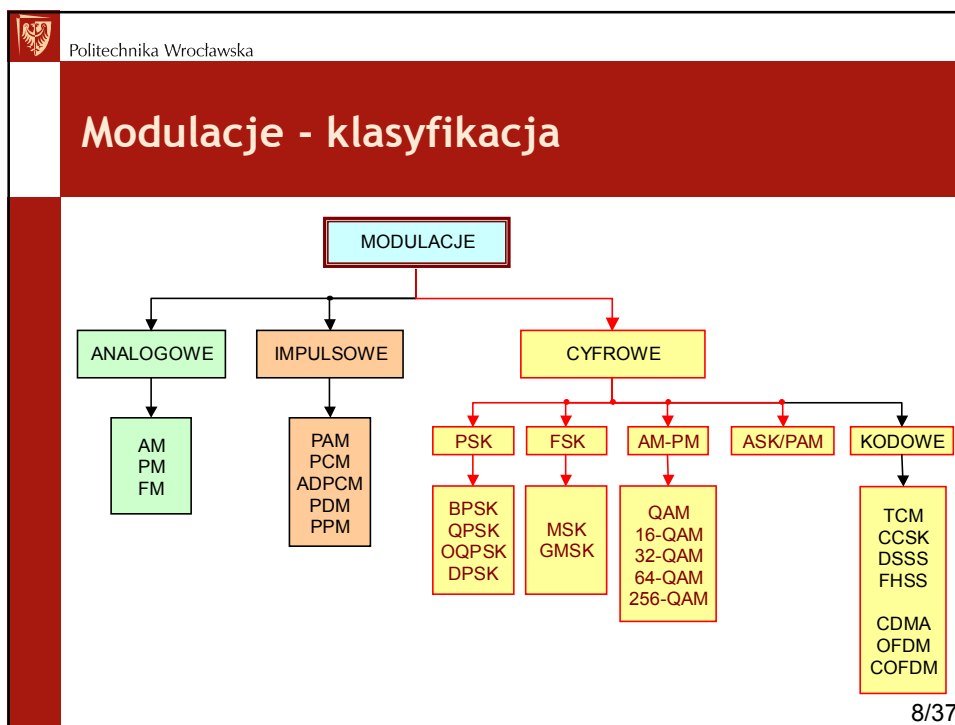 Politechnika Wrocławska
Modulacje - klasyfikacja
MODULACJE
ANALOGOWE
IMPULSOWE
CYFROWE
AM
PM
FM
PAM
PCM
ADPCM
PDM
PPM
PSK
FSK
AM-PM
ASK/PAM
KODOWE
BPSK
QPSK
OQPSK
DPSK
MSK
GMSK
QAM
16-QAM
32-QAM
64-QAM
256-QAM
TCM
CCSK
DSSS
FHSS
CDMA
OFDM
COFDM
8/37